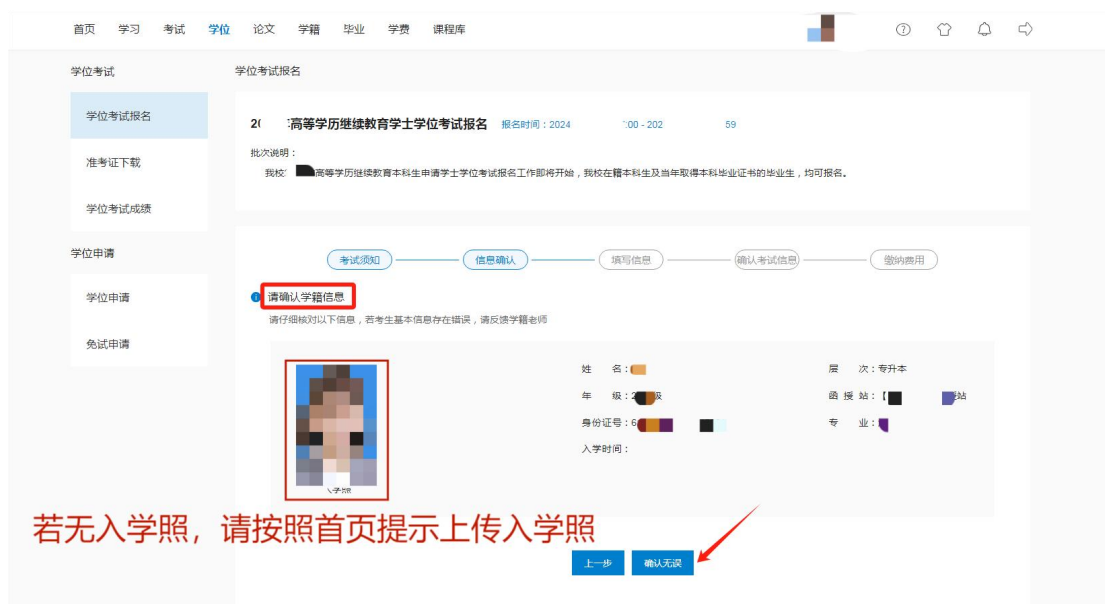 首页 学习 考试 学位 论文 学籍 毕业 学费 课程库
学位考试
学位考试报名
准考证下载
学位考试成绩
学位申请
学位申请
免试申请
学位考试报名
高等学历继续教育学士学位考试报名 报名时间：2024 :00 - 202 59
批次说明：
我校 高等学历继续教育本科生申请学士学位考试报名工作即将开始，我校在籍本科生及当年取得本科毕业证书的毕业生，均可报名。
考试须知 信息确认 填写信息 确认考试信息 缴纳费用
请确认学籍信息
请仔细核对以下信息，若考生基本信息存在错误，请反馈学籍老师
姓 名： 层 次：专升本
年 级： 函 授 站：【 站
身份证号：6 专 业：
入学时间：
入学照
若无入学照，请按照首页提示上传入学照
上一步 确认无误